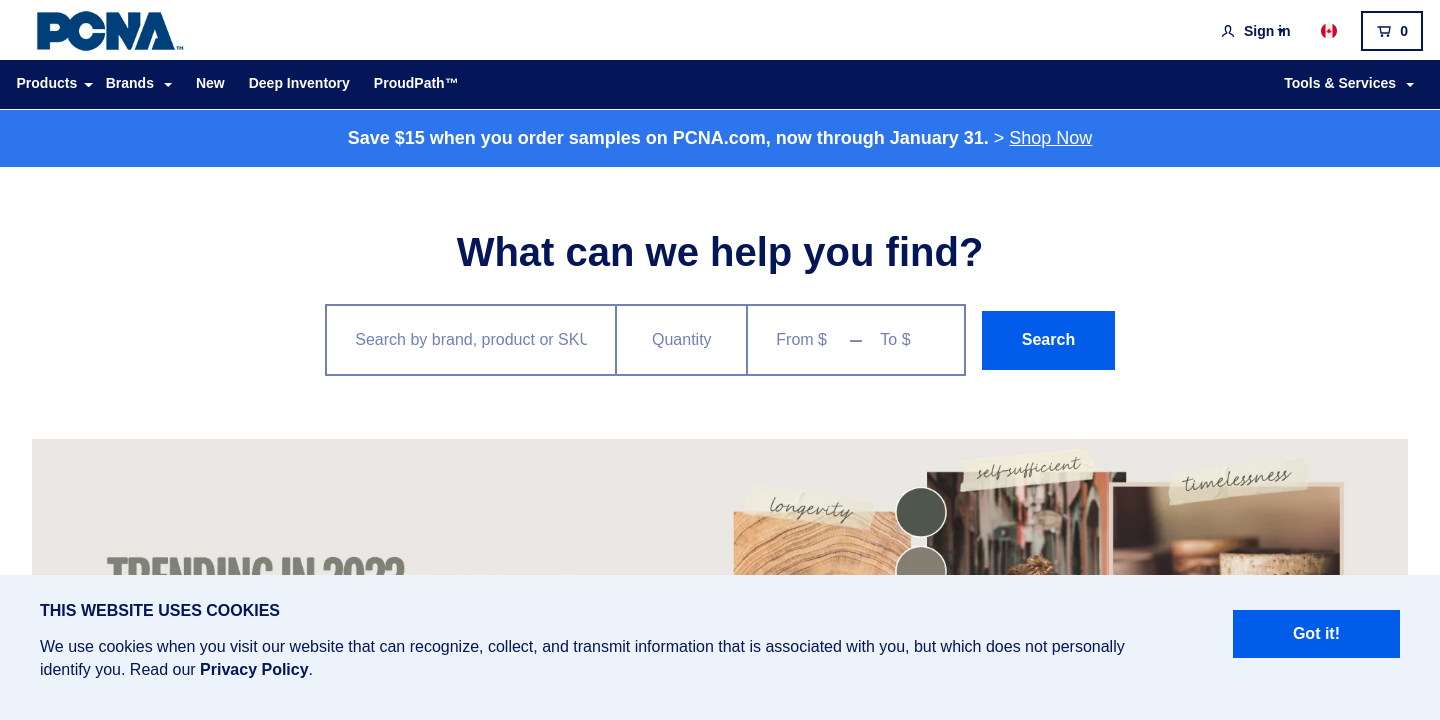 PCNA™
Sign in
0
Products
Brands
New
Deep Inventory
ProudPath™
Tools & Services
Save $15 when you order samples on PCNA.com, now through January 31. > Shop Now
What can we help you find?
Search by brand, product or SKU
Quantity
From $
To $
Search
longevity
self-sufficient
timelessness
TRENDING IN 2023
THIS WEBSITE USES COOKIES
We use cookies when you visit our website that can recognize, collect, and transmit information that is associated with you, but which does not personally
identify you. Read our Privacy Policy.
Got it!